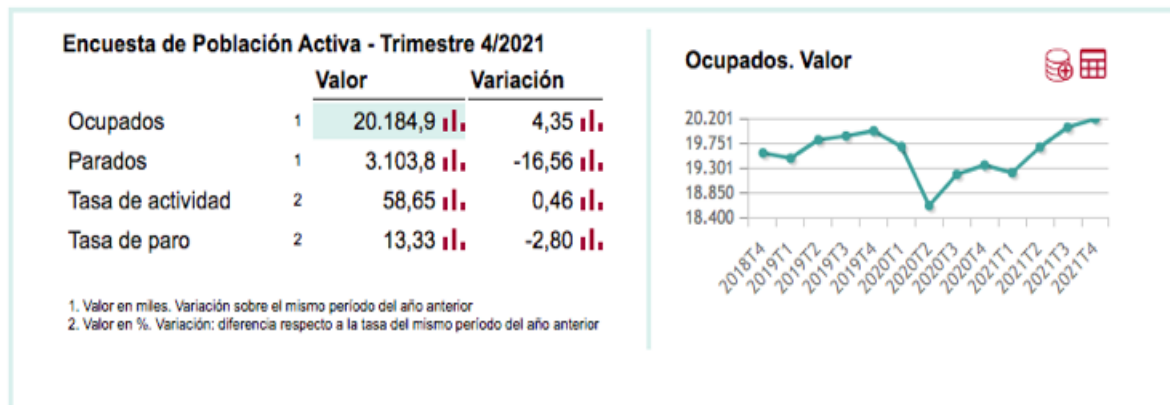 Encuesta de Población Activa - Trimestre 4/2021
Valor Variación
Ocupados 1 20.184,9 4,35
Parados 1 3.103,8 -16,56
Tasa de actividad 2 58,65 0,46
Tasa de paro 2 13,33 -2,80
1. Valor en miles. Variación sobre el mismo período del año anterior
2. Valor en %. Variación: diferencia respecto a la tasa del mismo período del año anterior
Ocupados. Valor
20.201
19.751
19.301
18.850
18.400
2018T4
2019T1
2019T2
2019T3
2019T4
2020T1
2020T2
2020T3
2020T4
2021T1
2021T2
2021T3
2021T4